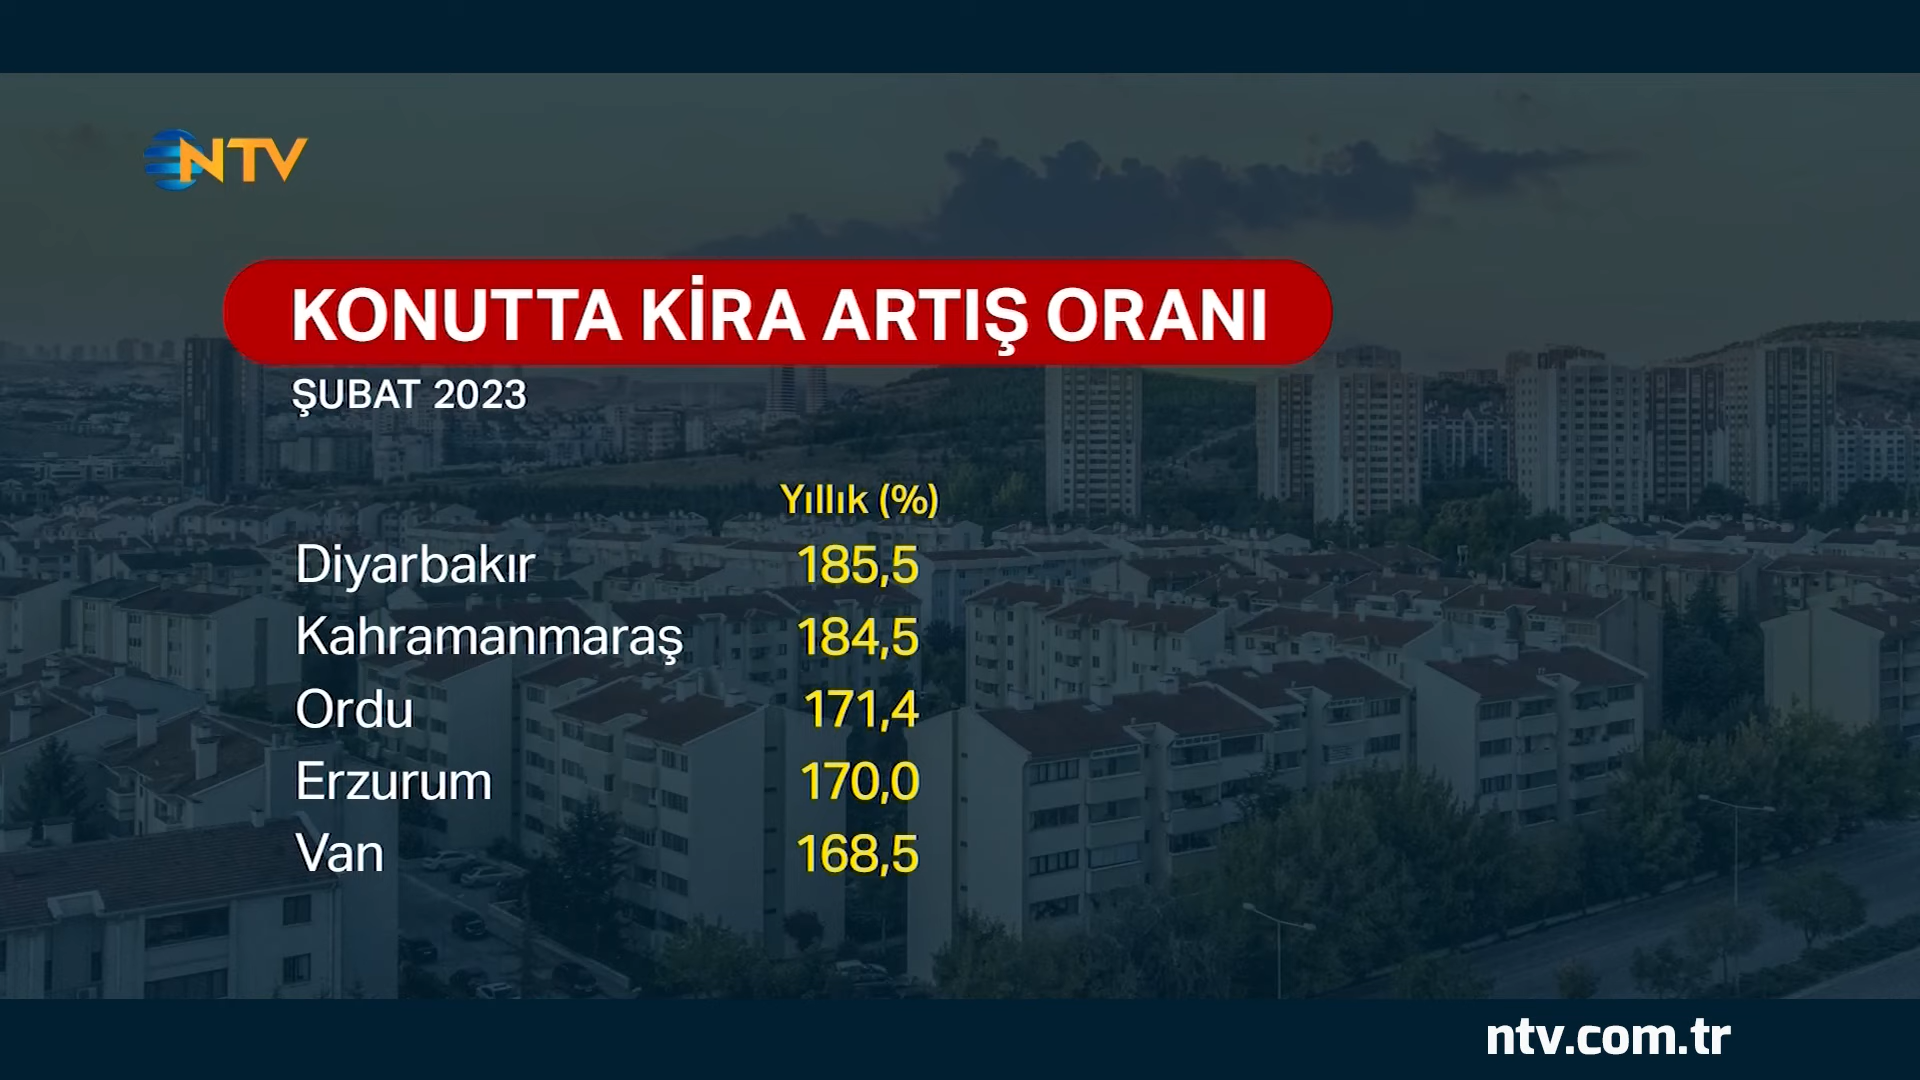 NTV
KONUTTA KİRA ARTIŞ ORANI
ŞUBAT 2023
Yıllık (%)
Diyarbakır 185,5
Kahramanmaraş 184,5
Ordu 171,4
Erzurum 170,0
Van 168,5
ntv.com.tr